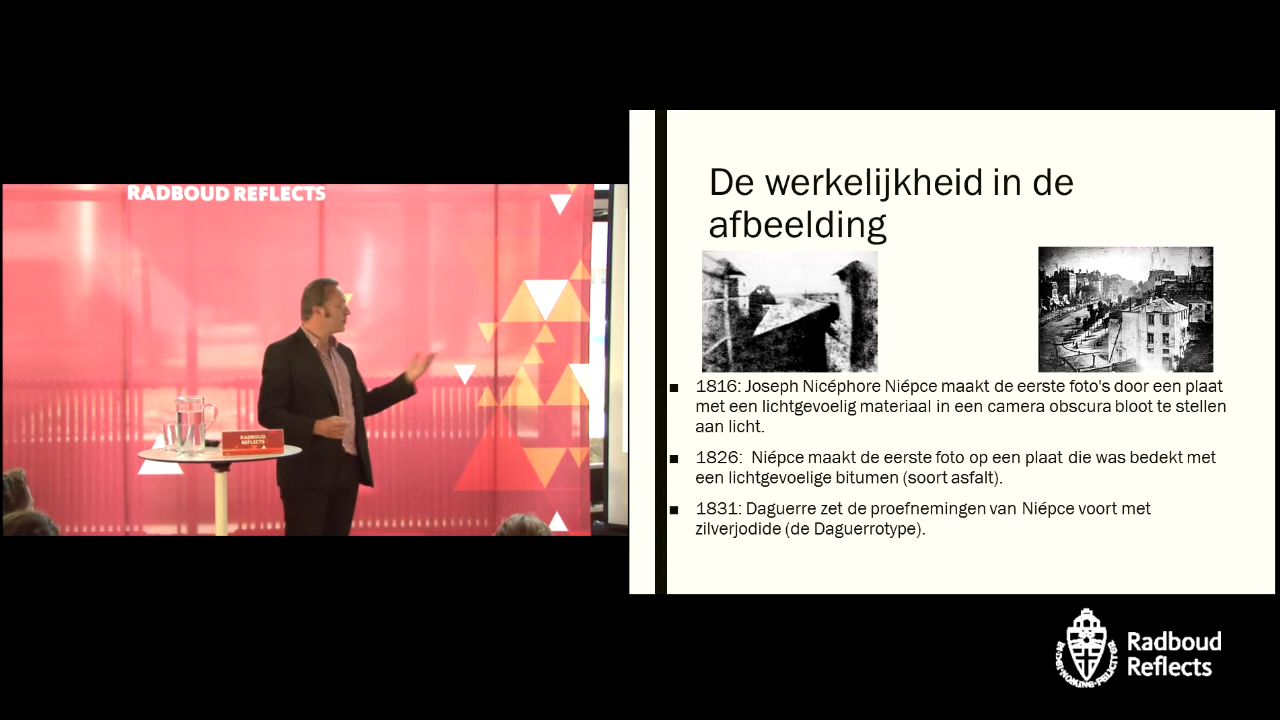 RADBOUD REFLECTS
RADBOUD
REFLECTS
De werkelijkheid in de
afbeelding
1816: Joseph Nicéphore Niépce maakt de eerste foto's door een plaat
met een lichtgevoelig materiaal in een camera obscura bloot te stellen
aan licht.
1826: Niépce maakt de eerste foto op een plaat die was bedekt met
een lichtgevoelige bitumen (soort asfalt).
1831: Daguerre zet de proefnemingen van Niépce voort met
zilverjodide (de Daguerrotype).
Radboud
Reflects